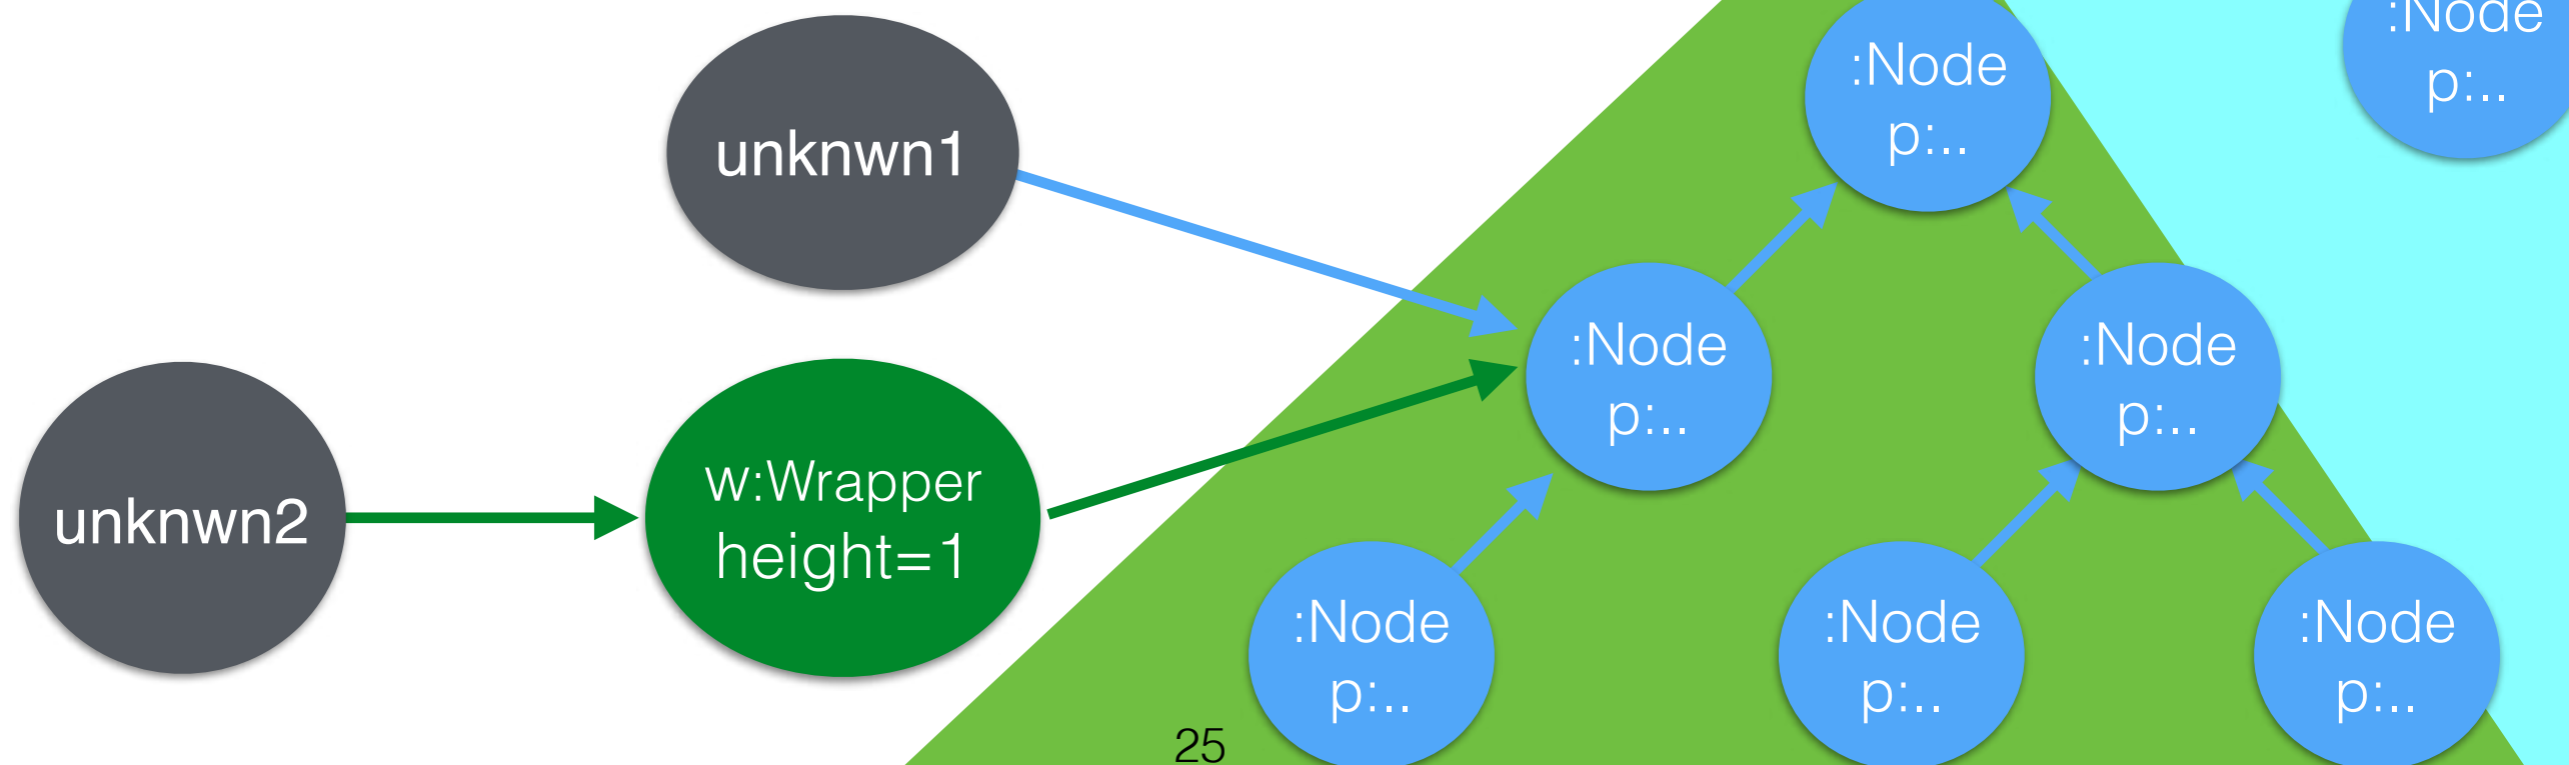 :Node
p:..
:Node
p:..
unknwn1
:Node
p:..
:Node
p:..
unknwn2
w:Wrapper
height=1
:Node
p:..
:Node
p:..
:Node
p:..
25